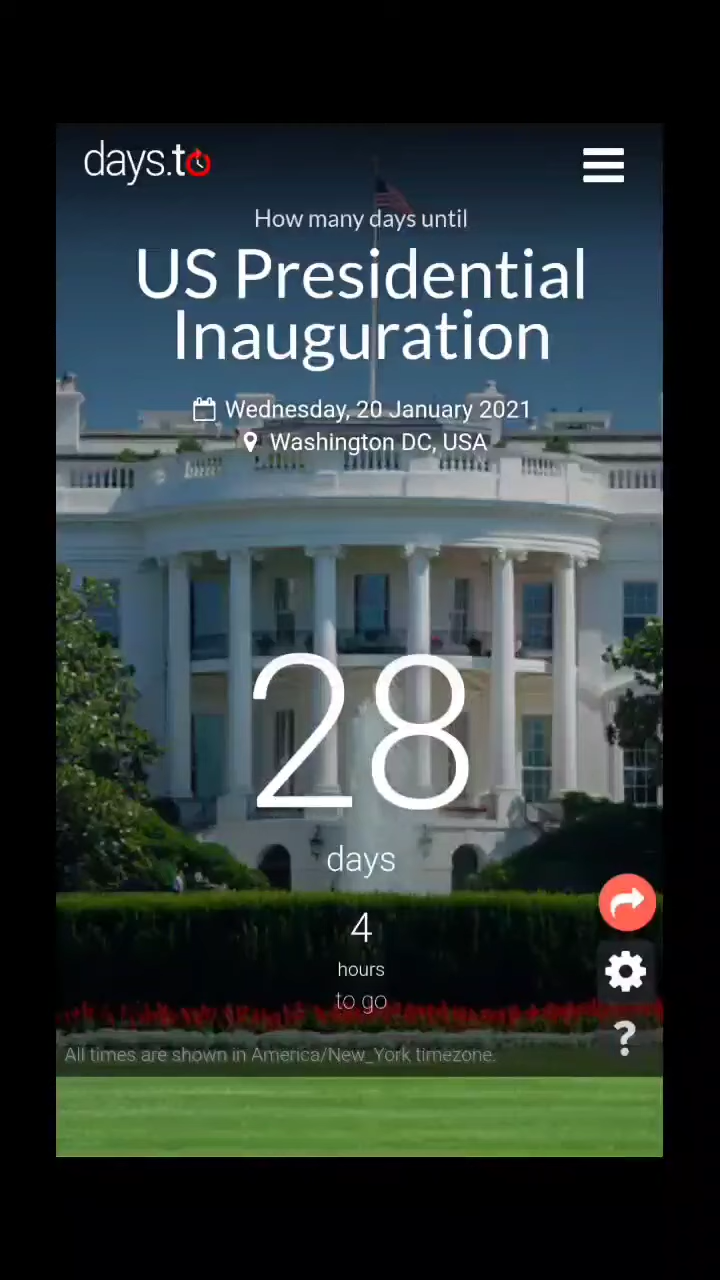 days.to
How many days until
US Presidential
Inauguration
Wednesday, 20 January 2021
Washington DC, USA
28
days
4
hours
to go
?
All times are shown in America/New_York timezone.